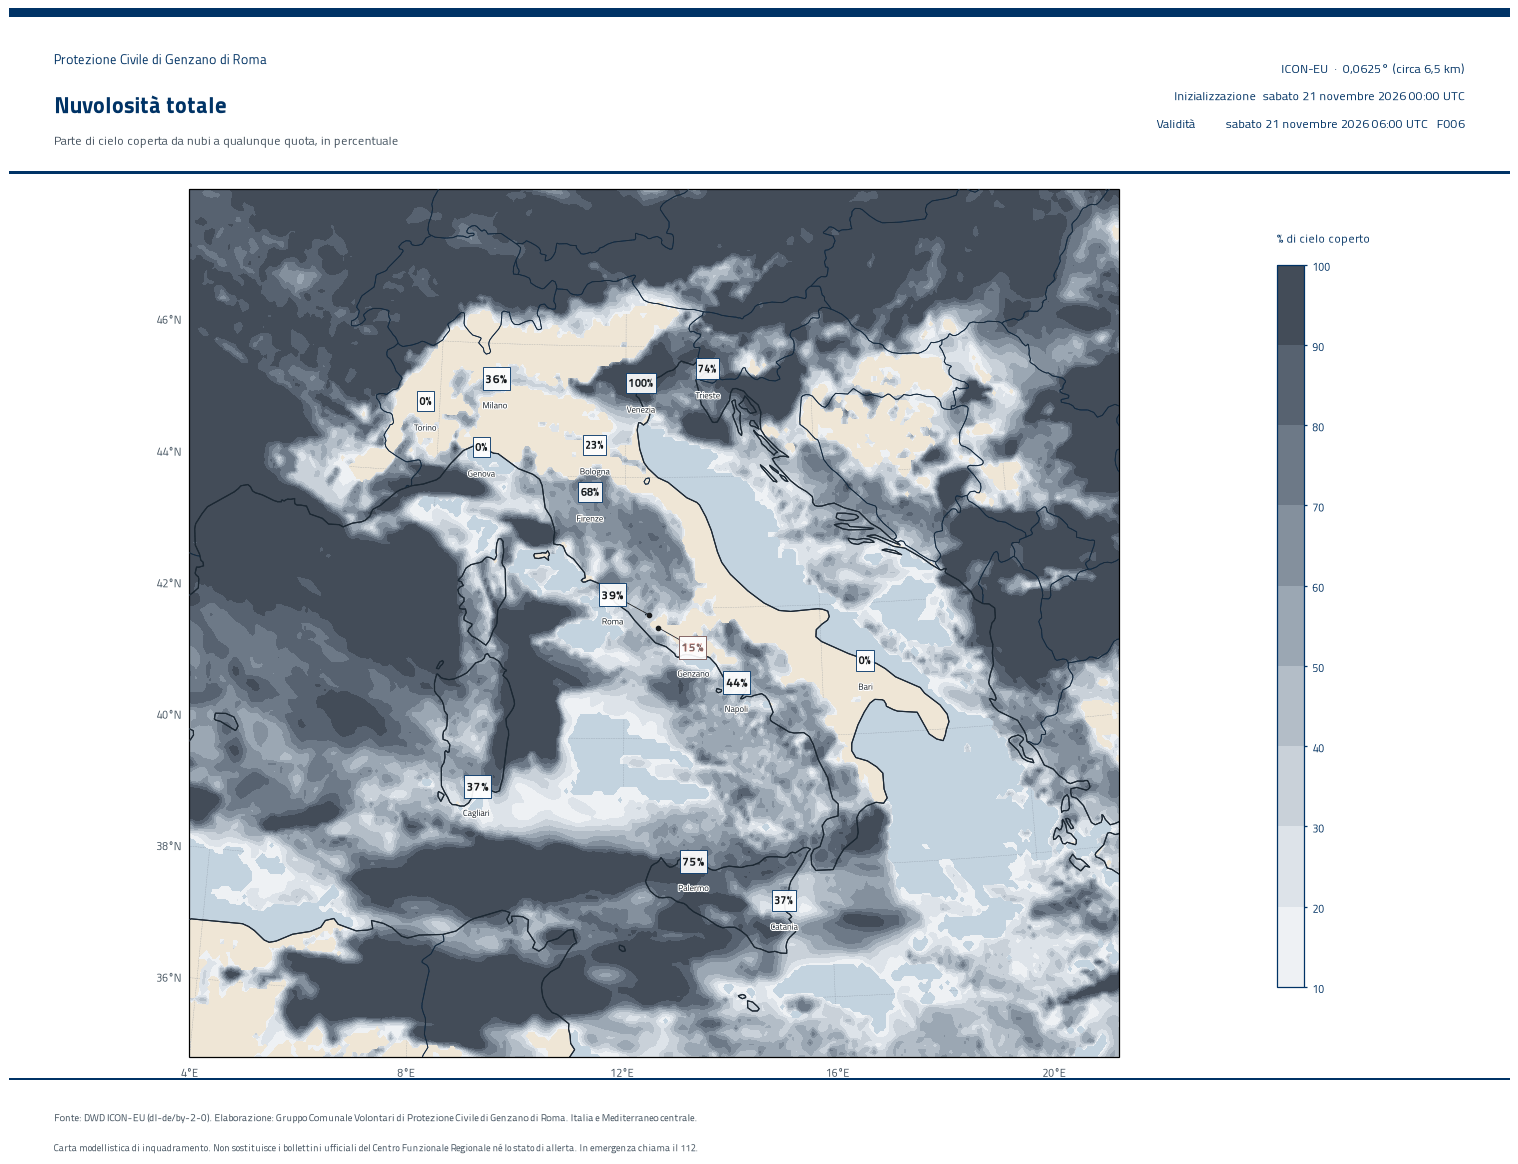 Protezione Civile di Genzano di Roma
Nuvolosità totale
Parte di cielo coperta da nubi a qualunque quota, in percentuale
ICON-EU · 0,0625° (circa 6,5 km)
Inizializzazione sabato 21 novembre 2026 00:00 UTC
Validità sabato 21 novembre 2026 06:00 UTC F006
% di cielo coperto
100
90
80
70
60
50
40
30
20
10
46°N
44°N
42°N
40°N
38°N
36°N
4°E
8°E
12°E
16°E
20°E
74%
Trieste
100%
Venezia
36%
Milano
0%
Torino
0%
Genova
23%
Bologna
68%
Firenze
39%
Roma
15%
Genzano
44%
Napoli
0%
Bari
37%
Cagliari
75%
Palermo
37%
Catania
Fonte: DWD ICON-EU (dl-de/by-2-0). Elaborazione: Gruppo Comunale Volontari di Protezione Civile di Genzano di Roma. Italia e Mediterraneo centrale.
Carta modellistica di inquadramento. Non sostituisce i bollettini ufficiali del Centro Funzionale Regionale né lo stato di allerta. In emergenza chiama il 112.